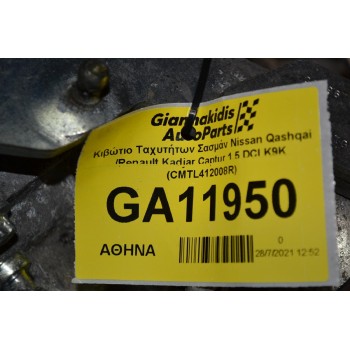 Giannakidis
AutoParts
Κιβώτιο Ταχυτήτων Σασμάν Nissan Qashqai
/Renault Kadjar Captur 1.5 DCI K9K
(CMTL412008R)
GA11950
ΑΘΗΝΑ
0
28/7/2021 12:52